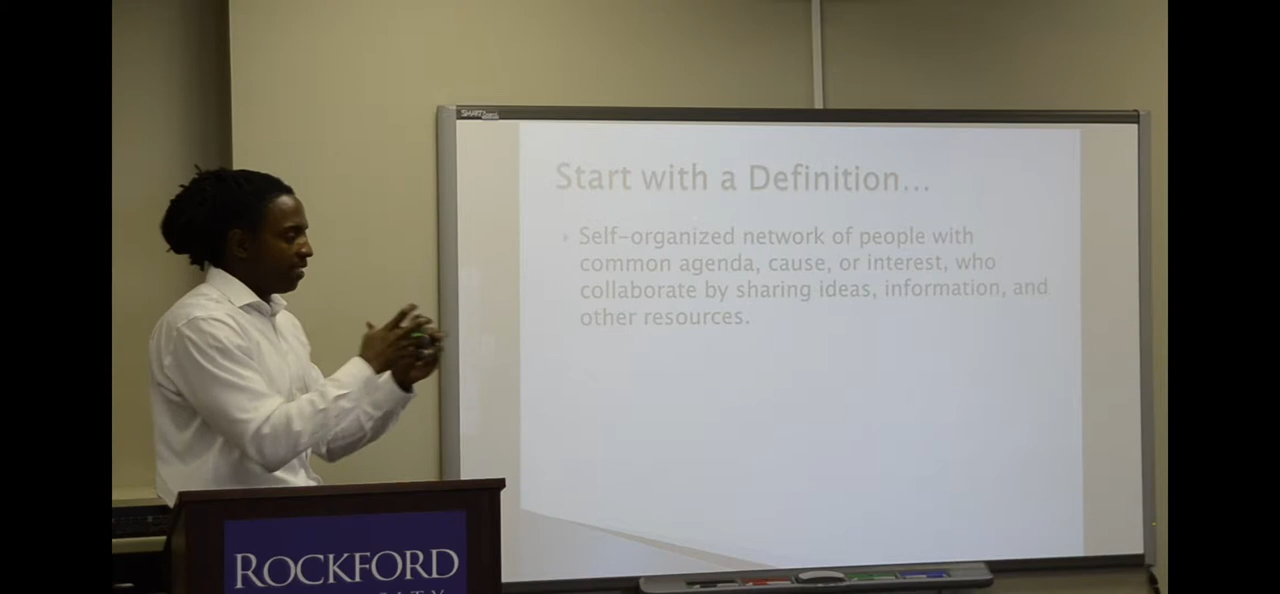 SMART
Start with a Definition...
Self-organized network of people with
common agenda, cause, or interest, who
collaborate by sharing ideas, information, and
other resources.
ROCKFORD